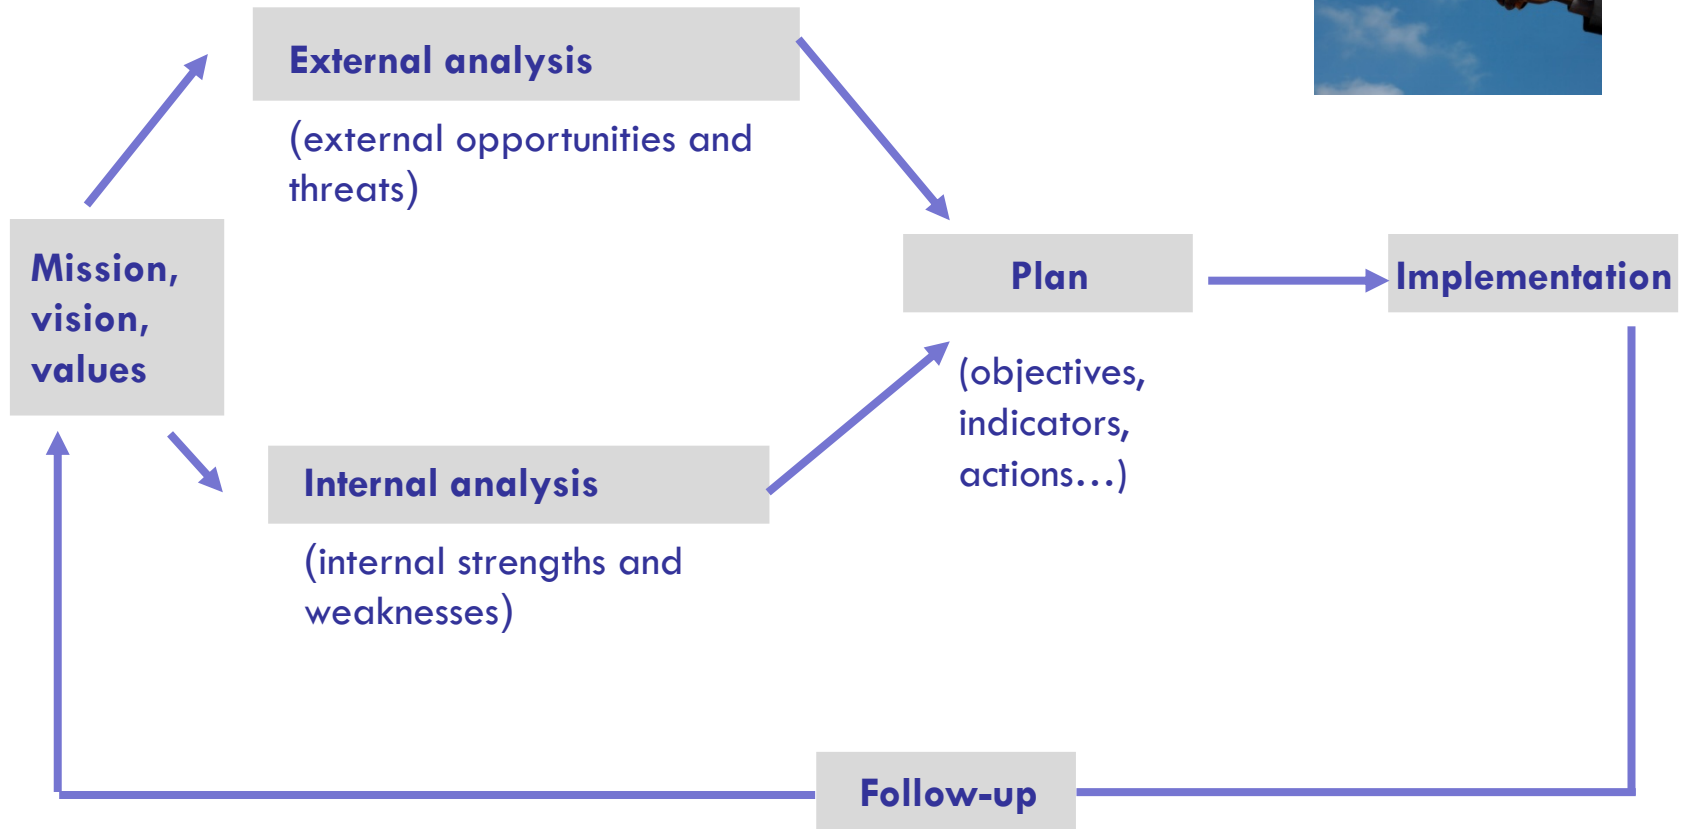 External analysis
(external opportunities and
threats)
Mission,
vision,
values
Plan
Implementation
(objectives,
indicators,
actions…)
Internal analysis
(internal strengths and
weaknesses)
Follow-up